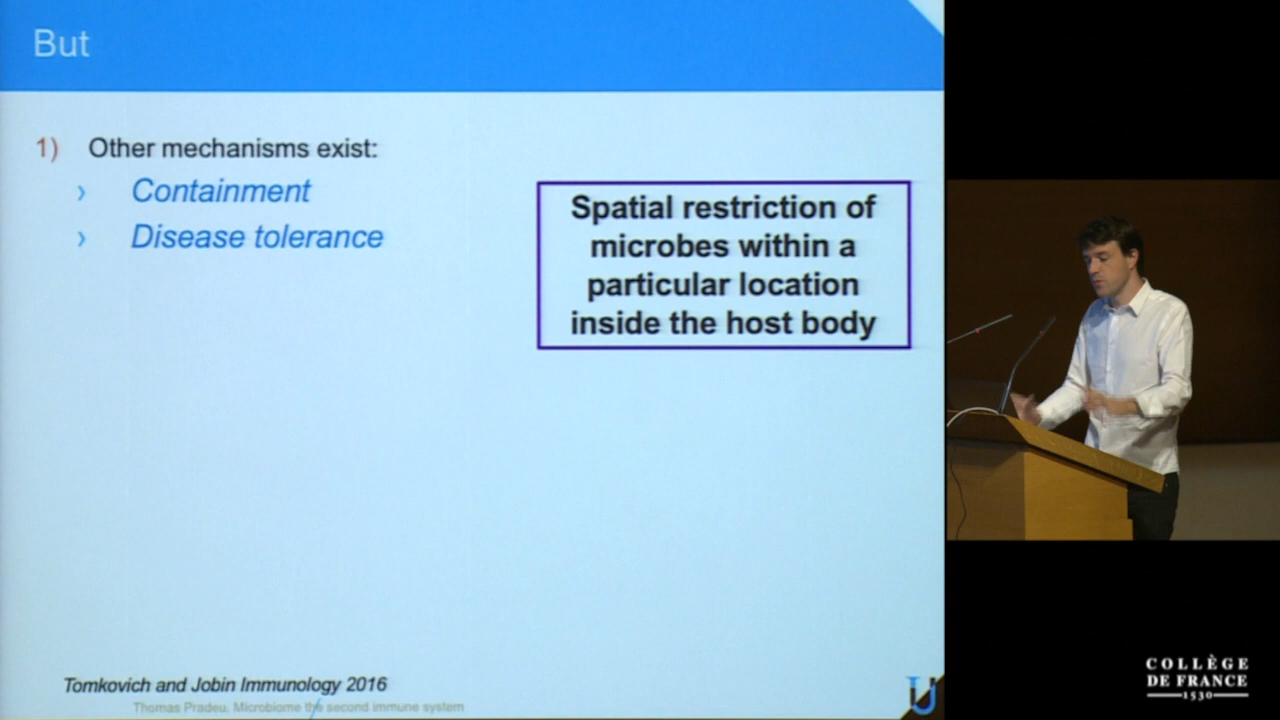 But
1) Other mechanisms exist:
› Containment
› Disease tolerance
Spatial restriction of
microbes within a
particular location
inside the host body
Tomkovich and Jobin Immunology 2016
Thomas Pradeu. Microbiome the second immune system
U
COLLÈGE
DE FRANCE
1530